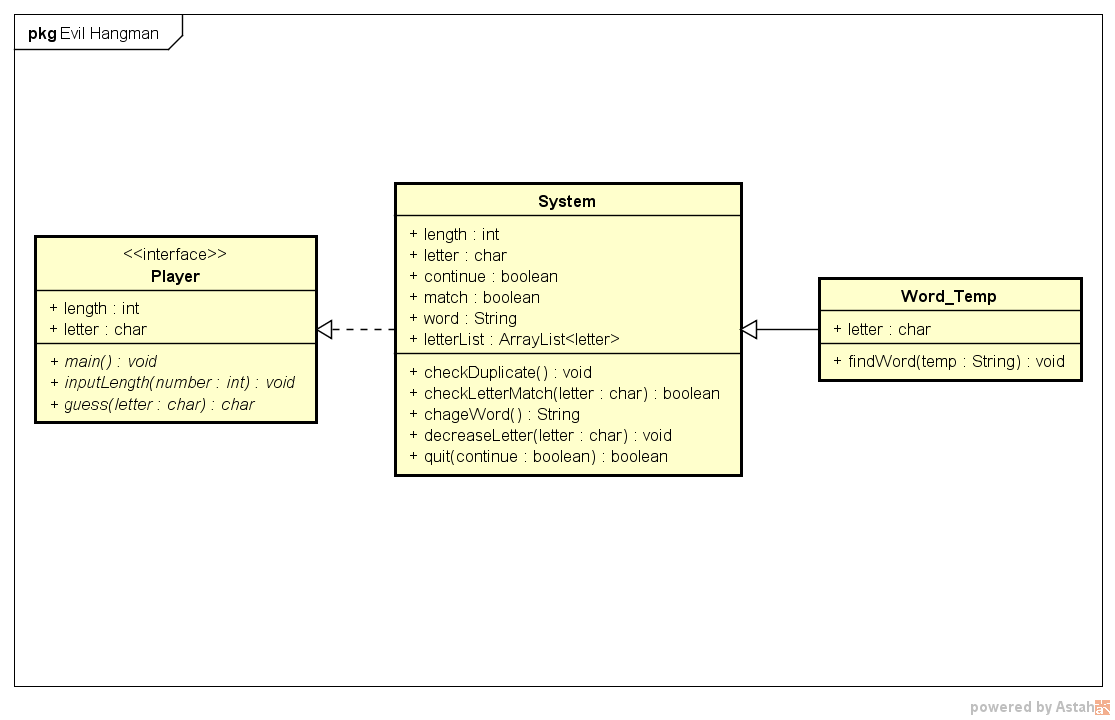 pkg Evil Hangman
<<interface>>
Player
+ length : int
+ letter : char
+ main() : void
+ inputLength(number : int) : void
+ guess(letter : char) : char
System
+ length : int
+ letter : char
+ continue : boolean
+ match : boolean
+ word : String
+ letterList : ArrayList<letter>
+ checkDuplicate() : void
+ checkLetterMatch(letter : char) : boolean
+ chageWord() : String
+ decreaseLetter(letter : char) : void
+ quit(continue : boolean) : boolean
Word_Temp
+ letter : char
+ findWord(temp : String) : void
powered by Astah